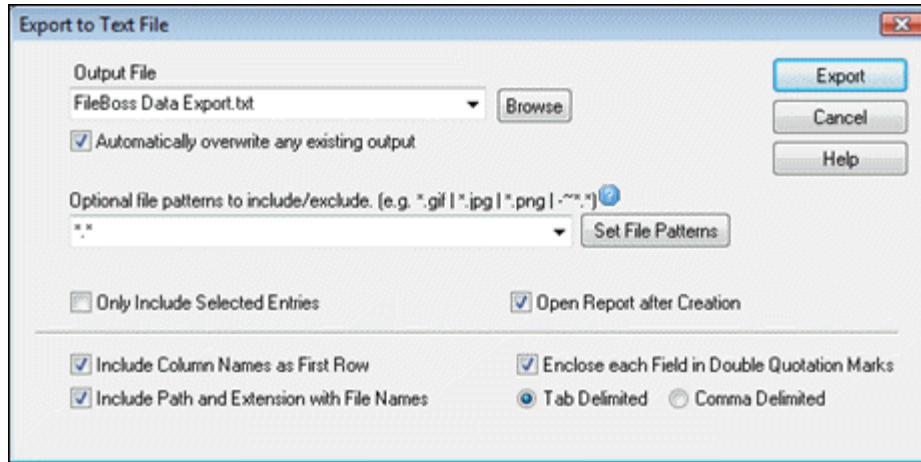 Export to Text File
Output File
Export
FileBoss Data Export.txt
Browse
Cancel
Automatically overwrite any existing output
Help
Optional file patterns to include/exclude. (e.g. *.gif | *.jpg | *.png | -~*.*)
*.*
Set File Patterns
Only Include Selected Entries
Open Report after Creation
Include Column Names as First Row
Enclose each Field in Double Quotation Marks
Include Path and Extension with File Names
Tab Delimited
Comma Delimited